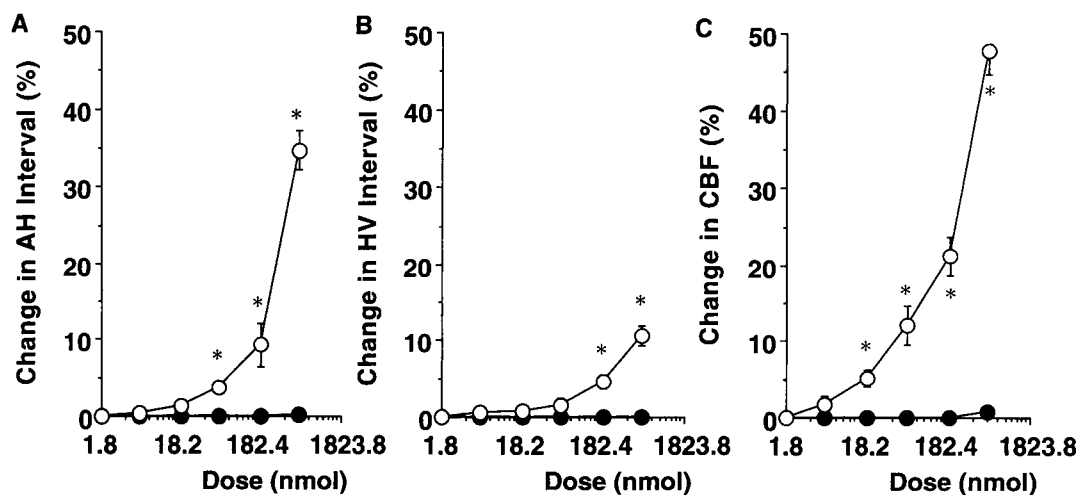 A
Change in AH Interval (%)
50
40
30
20
10
0
*
*
*
1.8 18.2 182.4 1823.8
Dose (nmol)
B
Change in HV Interval (%)
50
40
30
20
10
0
*
*
1.8 18.2 182.4 1823.8
Dose (nmol)
C
Change in CBF (%)
50
40
30
20
10
0
*
*
*
*
1.8 18.2 182.4 1823.8
Dose (nmol)